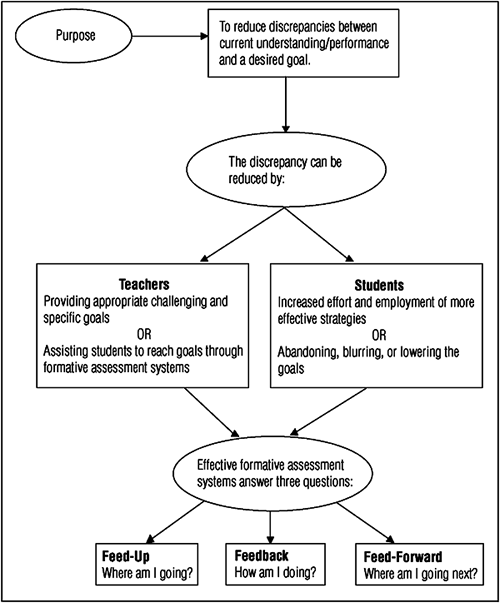 Purpose
To reduce discrepancies between
current understanding/performance
and a desired goal.
The discrepancy can be
reduced by:
Teachers
Providing appropriate challenging and
specific goals
OR
Assisting students to reach goals through
formative assessment systems
Students
Increased effort and employment of more
effective strategies
OR
Abandoning, blurring, or lowering the
goals
Effective formative assessment
systems answer three questions:
Feed-Up
Where am I going?
Feedback
How am I doing?
Feed-Forward
Where am I going next?